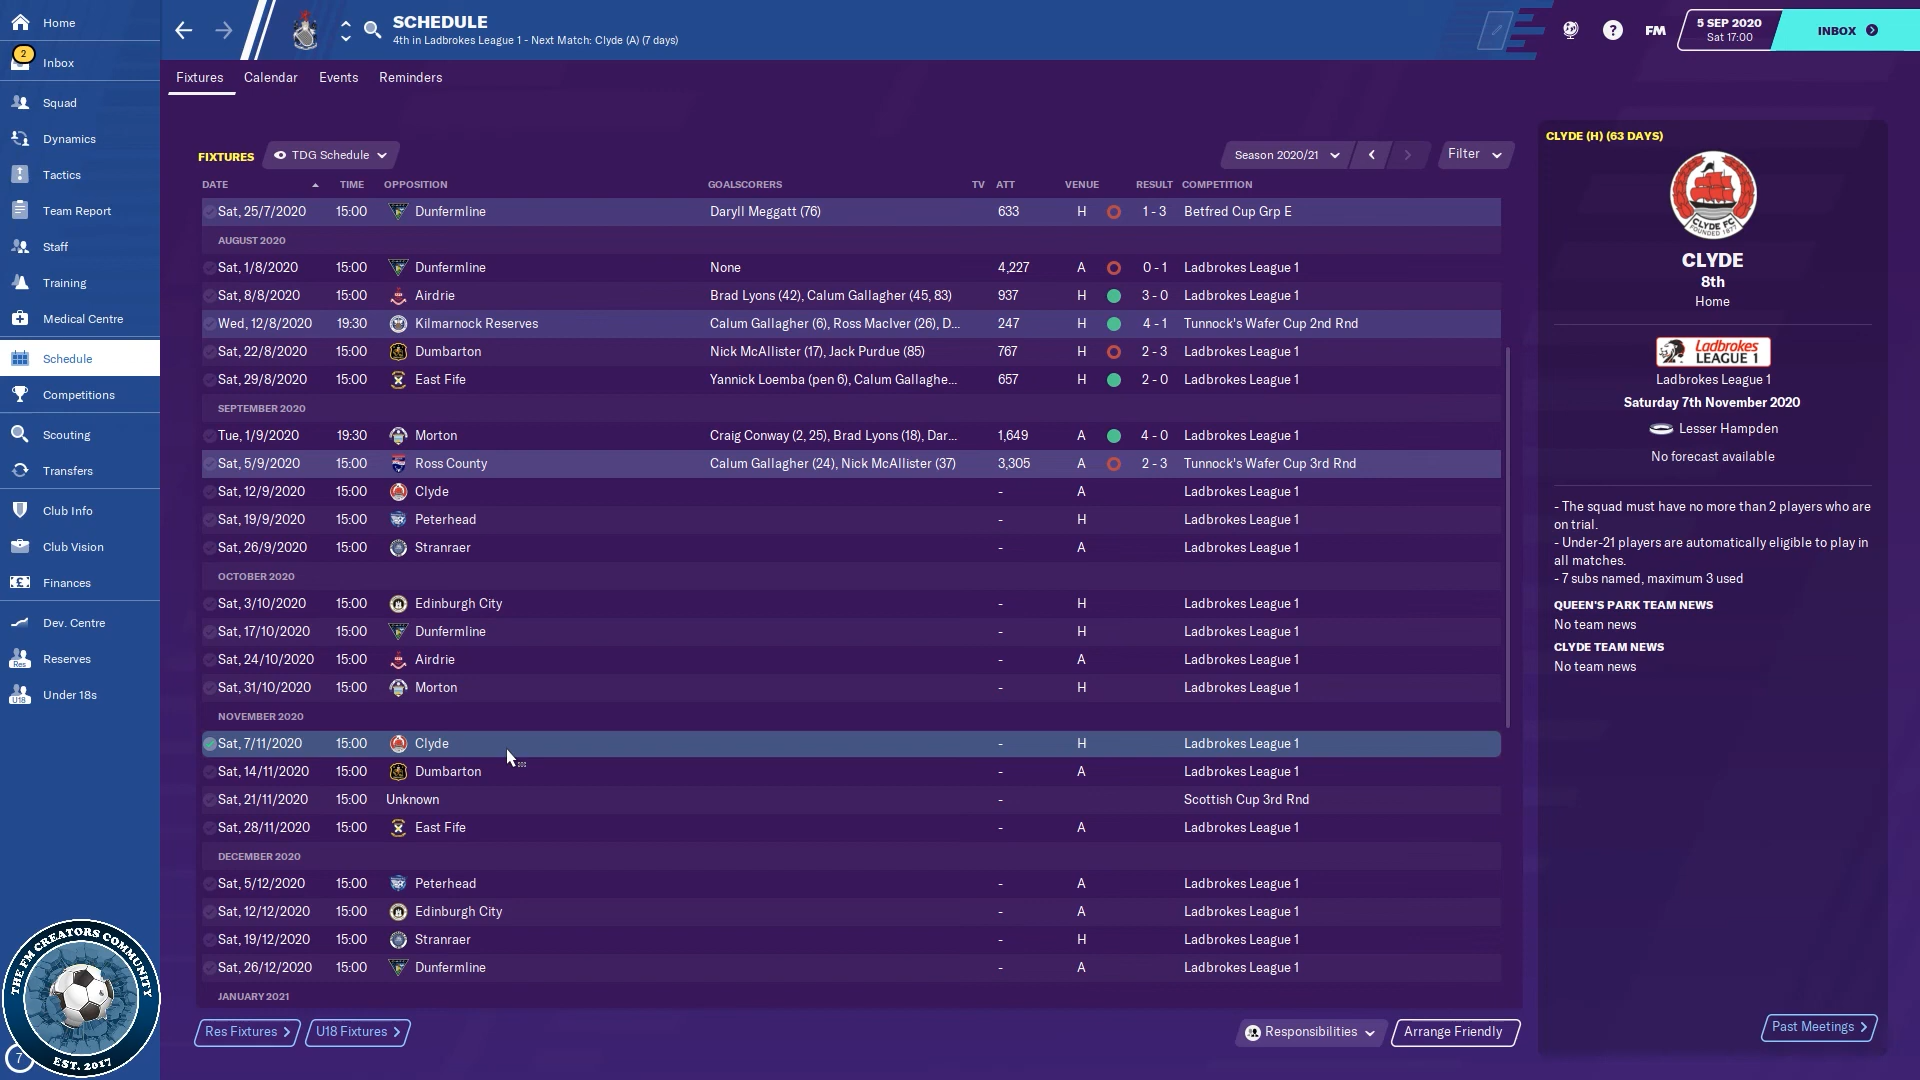 Home
2
Inbox
Squad
Dynamics
Tactics
Team Report
Staff
Training
Medical Centre
Schedule
Competitions
Scouting
Transfers
Club Info
Club Vision
Finances
Dev. Centre
Res
Reserves
U18
Under 18s
7
THE FM CREATORS COMMUNITY
EST. 2017
SCHEDULE
4th in Ladbrokes League 1 - Next Match: Clyde (A) (7 days)
FM
5 SEP 2020
Sat 17:00
INBOX
Fixtures Calendar Events Reminders
FIXTURES TDG Schedule Season 2020/21 Filter
DATE TIME OPPOSITION GOALSCORERS TV ATT VENUE RESULT COMPETITION
Sat, 25/7/2020 15:00 Dunfermline Daryll Meggatt (76) 633 H 1 - 3 Betfred Cup Grp E
AUGUST 2020
Sat, 1/8/2020 15:00 Dunfermline None 4,227 A 0 - 1 Ladbrokes League 1
Sat, 8/8/2020 15:00 Airdrie Brad Lyons (42), Calum Gallagher (45, 83) 937 H 3 - 0 Ladbrokes League 1
Wed, 12/8/2020 19:30 Kilmarnock Reserves Calum Gallagher (6), Ross MacIver (26), D... 247 H 4 - 1 Tunnock's Wafer Cup 2nd Rnd
Sat, 22/8/2020 15:00 Dumbarton Nick McAllister (17), Jack Purdue (85) 767 H 2 - 3 Ladbrokes League 1
Sat, 29/8/2020 15:00 East Fife Yannick Loemba (pen 6), Calum Gallaghe... 657 H 2 - 0 Ladbrokes League 1
SEPTEMBER 2020
Tue, 1/9/2020 19:30 Morton Craig Conway (2, 25), Brad Lyons (18), Dar... 1,649 A 4 - 0 Ladbrokes League 1
Sat, 5/9/2020 15:00 Ross County Calum Gallagher (24), Nick McAllister (37) 3,305 A 2 - 3 Tunnock's Wafer Cup 3rd Rnd
Sat, 12/9/2020 15:00 Clyde - A Ladbrokes League 1
Sat, 19/9/2020 15:00 Peterhead - H Ladbrokes League 1
Sat, 26/9/2020 15:00 Stranraer - A Ladbrokes League 1
OCTOBER 2020
Sat, 3/10/2020 15:00 Edinburgh City - H Ladbrokes League 1
Sat, 17/10/2020 15:00 Dunfermline - H Ladbrokes League 1
Sat, 24/10/2020 15:00 Airdrie - A Ladbrokes League 1
Sat, 31/10/2020 15:00 Morton - H Ladbrokes League 1
NOVEMBER 2020
Sat, 7/11/2020 15:00 Clyde - H Ladbrokes League 1
Sat, 14/11/2020 15:00 Dumbarton - A Ladbrokes League 1
Sat, 21/11/2020 15:00 Unknown - Scottish Cup 3rd Rnd
Sat, 28/11/2020 15:00 East Fife - A Ladbrokes League 1
DECEMBER 2020
Sat, 5/12/2020 15:00 Peterhead - A Ladbrokes League 1
Sat, 12/12/2020 15:00 Edinburgh City - A Ladbrokes League 1
Sat, 19/12/2020 15:00 Stranraer - H Ladbrokes League 1
Sat, 26/12/2020 15:00 Dunfermline - A Ladbrokes League 1
JANUARY 2021
Res Fixtures U18 Fixtures Responsibilities Arrange Friendly
CLYDE (H) (63 DAYS)
CLYDE FC
FOUNDED 1877
CLYDE
8th
Home
Ladbrokes
LEAGUE 1
Ladbrokes League 1
Saturday 7th November 2020
Lesser Hampden
No forecast available
- The squad must have no more than 2 players who are
on trial.
- Under-21 players are automatically eligible to play in
all matches.
- 7 subs named, maximum 3 used
QUEEN'S PARK TEAM NEWS
No team news
CLYDE TEAM NEWS
No team news
Past Meetings